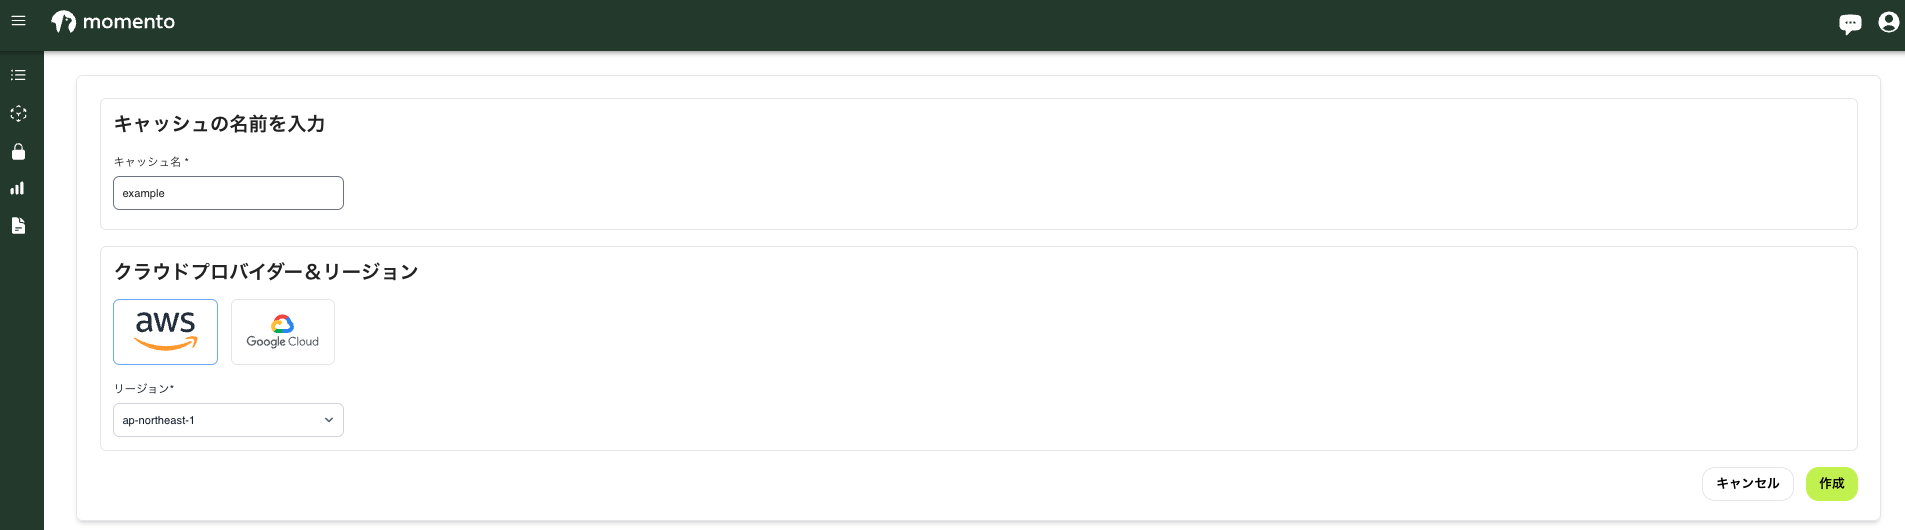 momento
キャッシュの名前を入力
キャッシュ名 *
example
クラウドプロバイダー＆リージョン
aws
Google Cloud
リージョン*
ap-northeast-1
キャンセル
作成